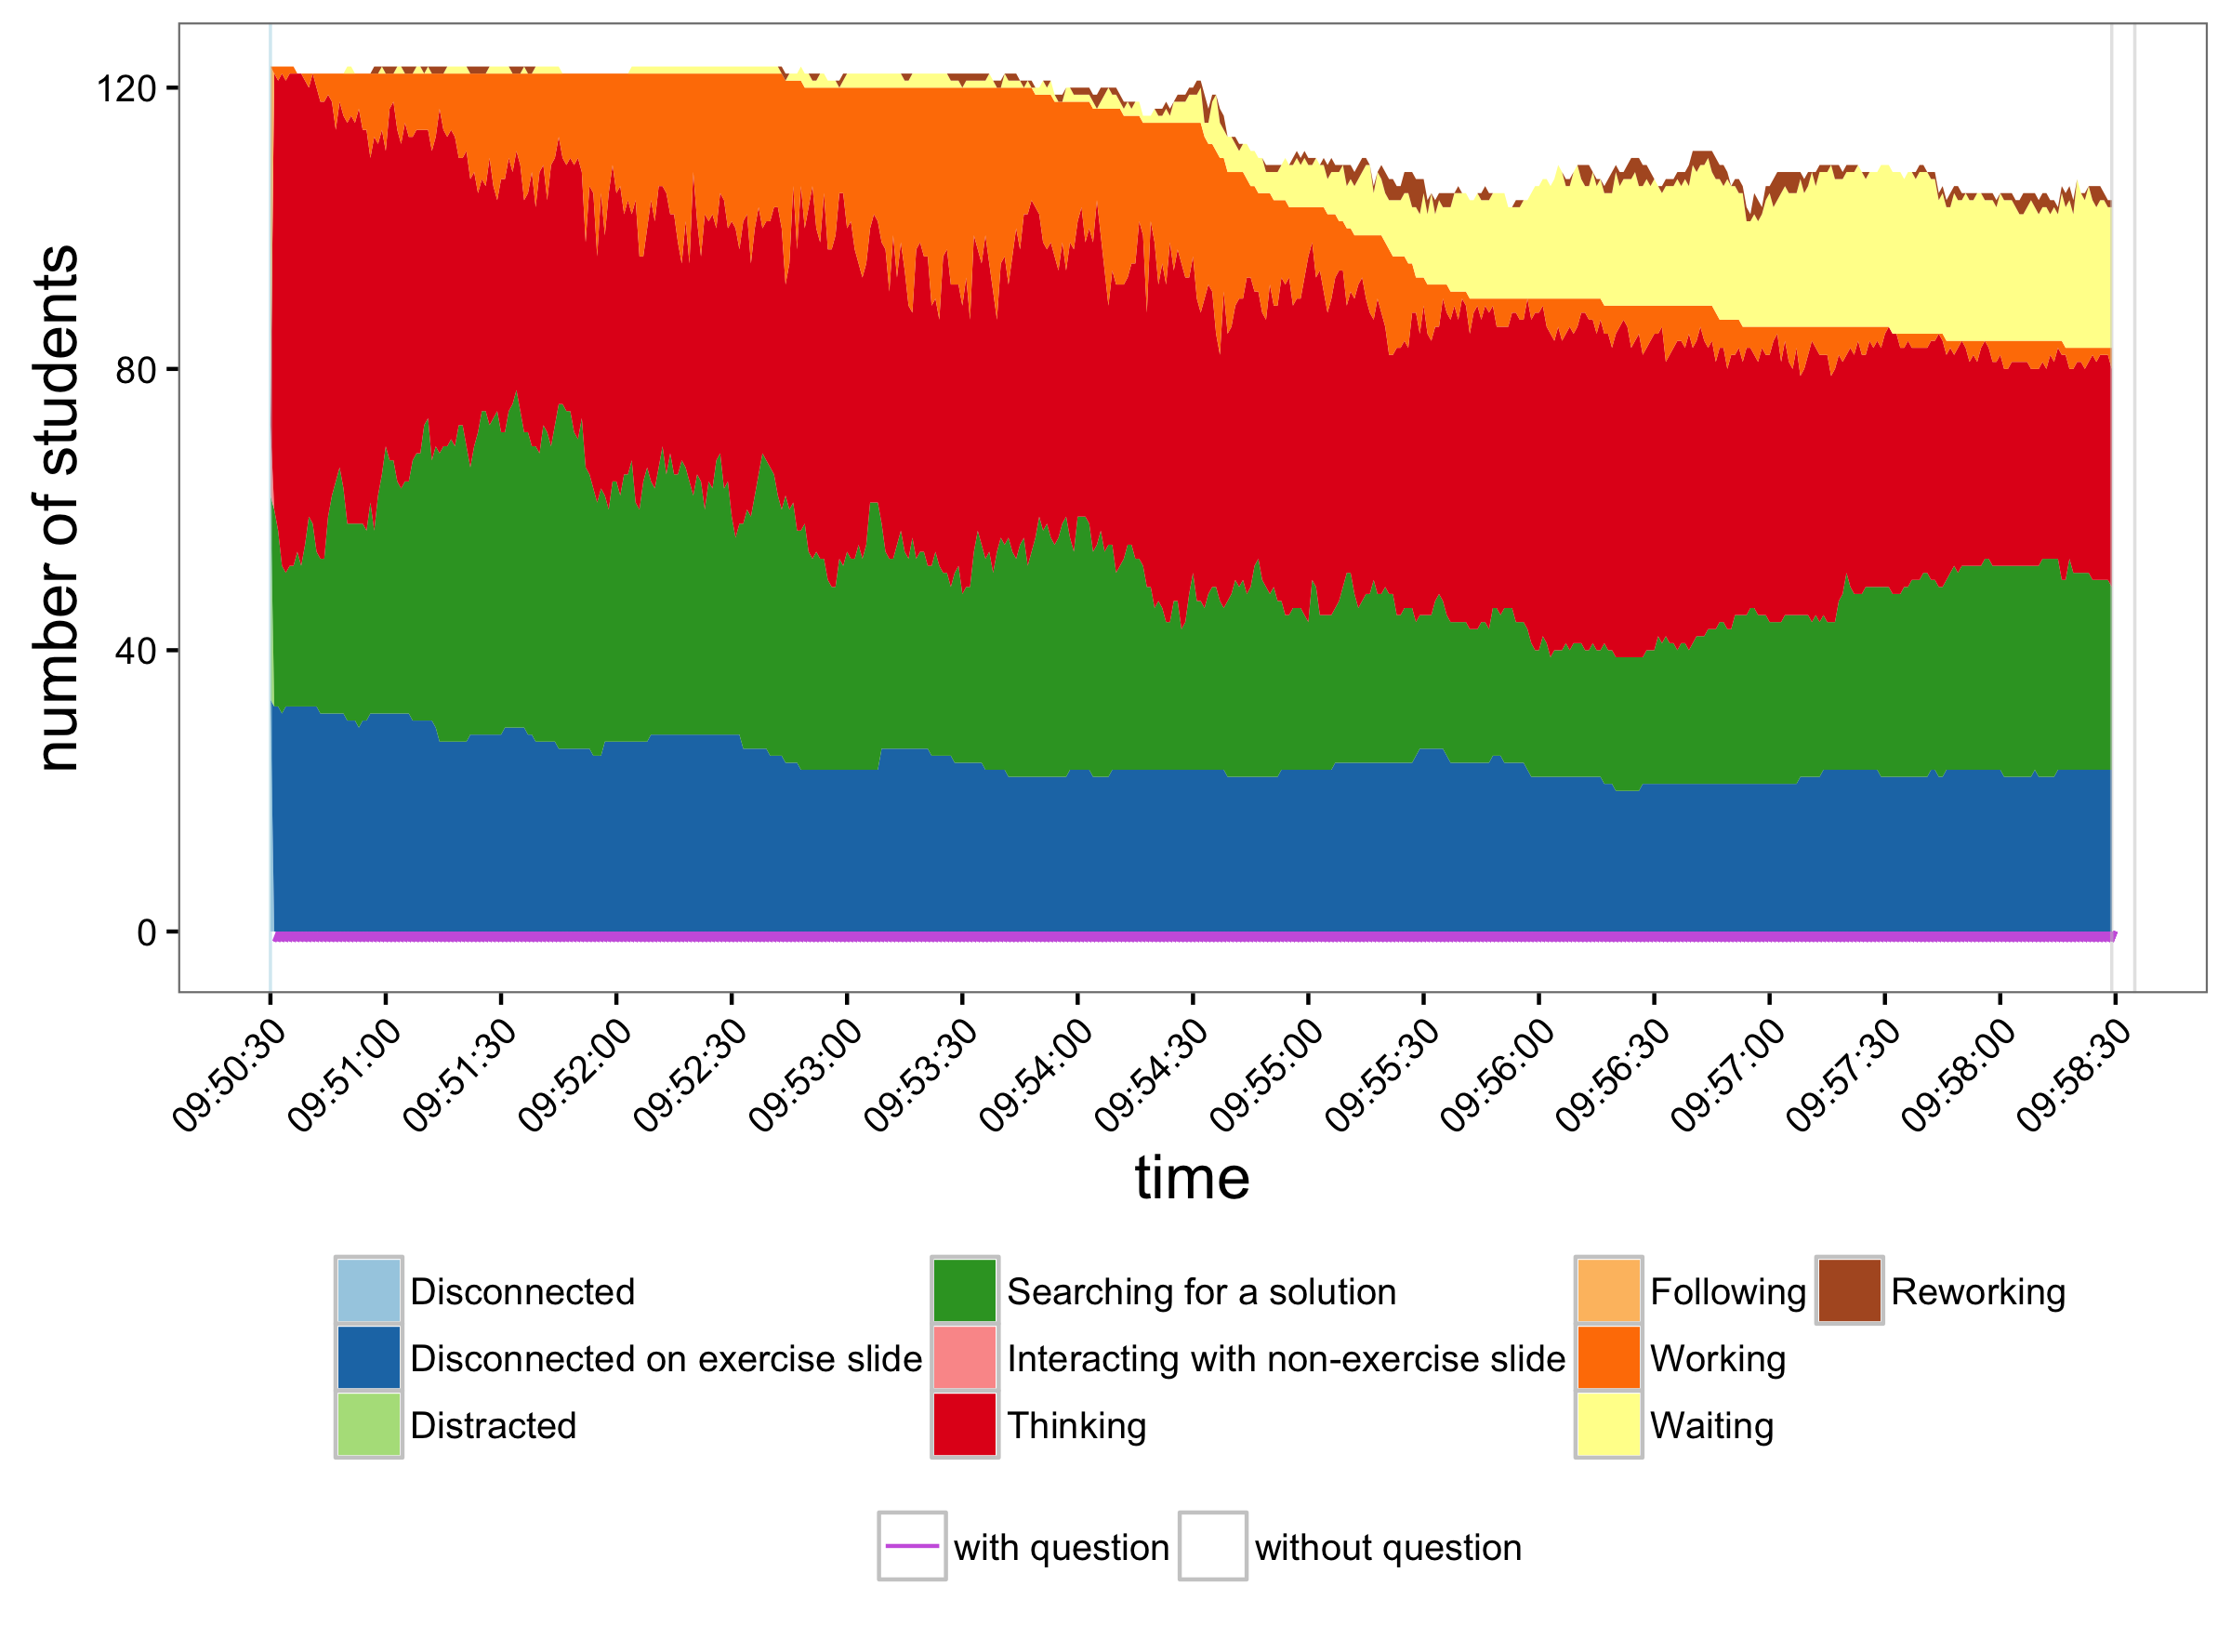 number of students
120
80
40
0
09:50:30
09:51:00
09:51:30
09:52:00
09:52:30
09:53:00
09:53:30
09:54:00
09:54:30
09:55:00
09:55:30
09:56:00
09:56:30
09:57:00
09:57:30
09:58:00
09:58:30
time
Disconnected
Disconnected on exercise slide
Distracted
Searching for a solution
Interacting with non-exercise slide
Thinking
Following
Working
Waiting
Reworking
with question
without question